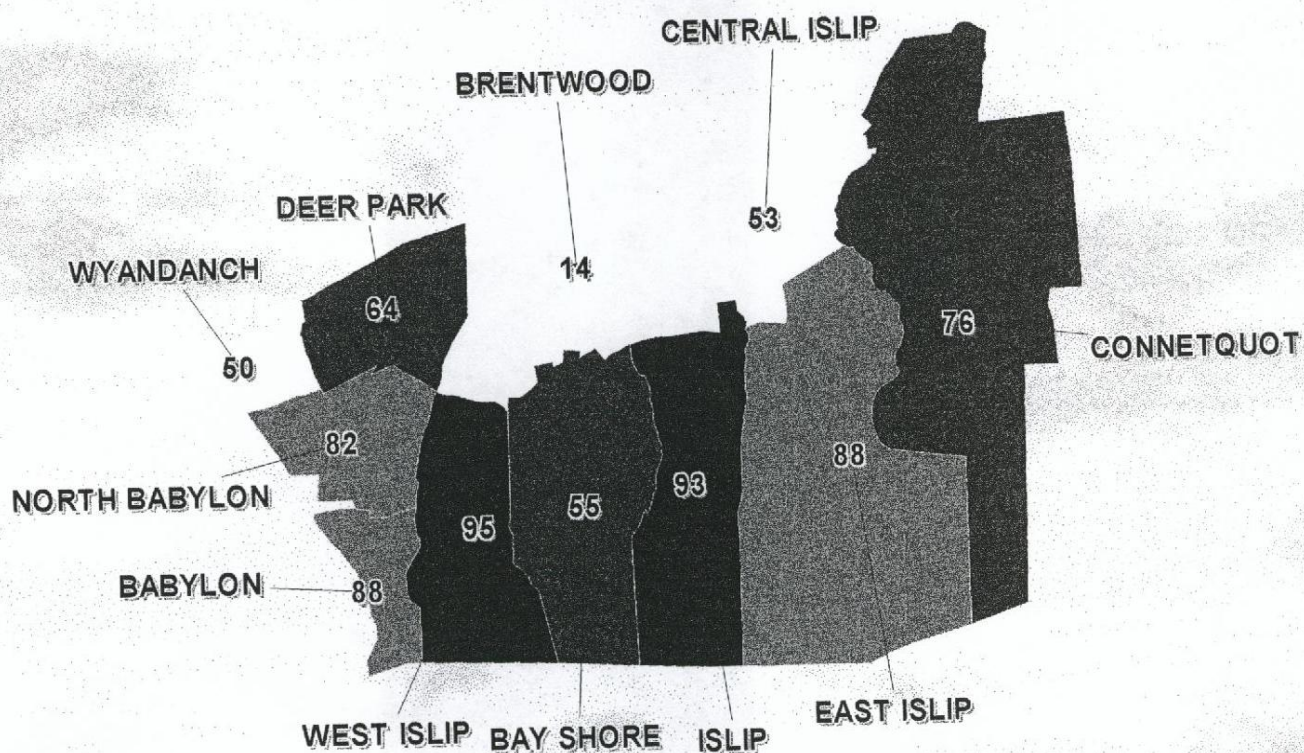 CENTRAL ISLIP
BRENTWOOD
DEER PARK
53
WYANDANCH
14
64
76
CONNETQUOT
50
82
88
NORTH BABYLON
93
95
55
BABYLON
88
EAST ISLIP
WEST ISLIP
BAY SHORE
ISLIP